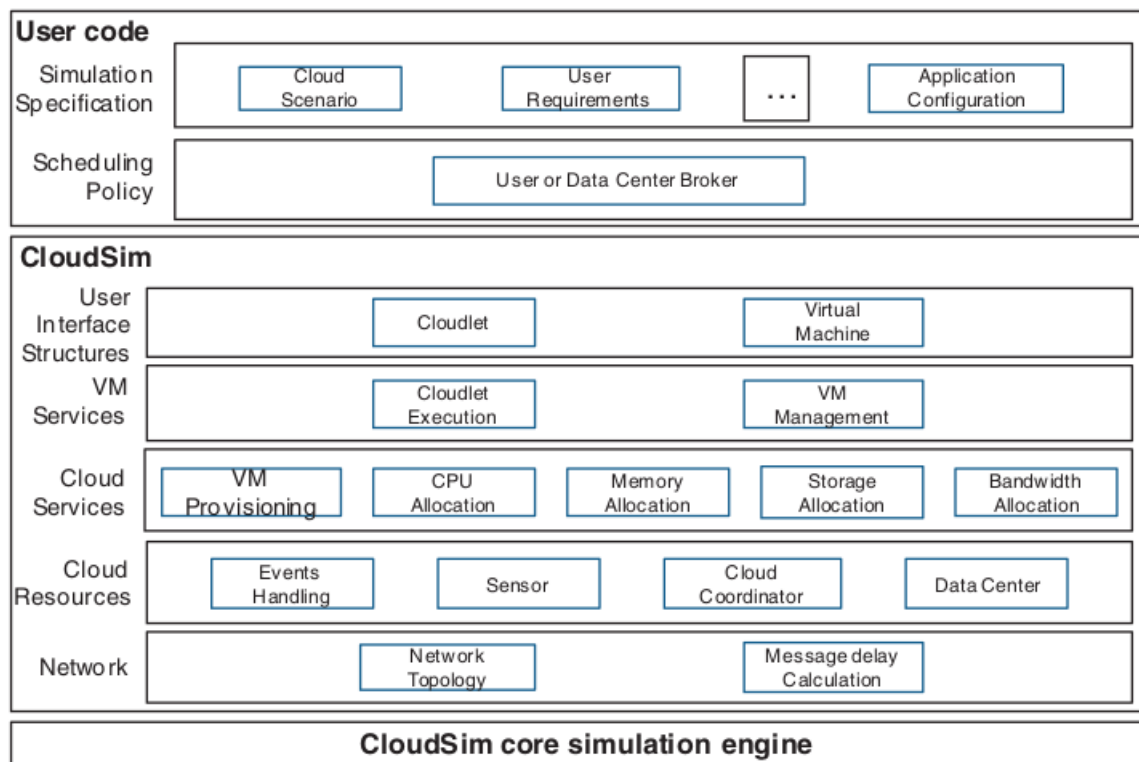 User code
Simulation
Specification
Cloud
Scenario
User
Requirements
...
Application
Configuration
Scheduling
Policy
User or Data Center Broker
CloudSim
User
Interface
Structures
Cloudlet
Virtual
Machine
VM
Services
Cloudlet
Execution
VM
Management
Cloud
Services
VM
Provisioning
CPU
Allocation
Memory
Allocation
Storage
Allocation
Bandwidth
Allocation
Cloud
Resources
Events
Handling
Sensor
Cloud
Coordinator
Data Center
Network
Network
Topology
Message delay
Calculation
CloudSim core simulation engine